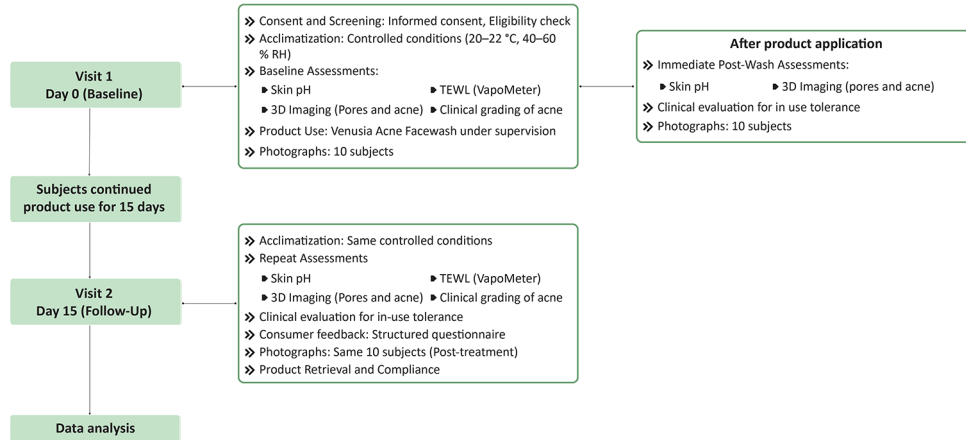 Visit 1
Day 0 (Baseline)
Consent and Screening: Informed consent, Eligibility check
Acclimatization: Controlled conditions (20–22 °C, 40–60
% RH)
Baseline Assessments:
Skin pH
TEWL (VapoMeter)
3D Imaging (Pores and acne)
Clinical grading of acne
Product Use: Venusia Acne Facewash under supervision
Photographs: 10 subjects
After product application
Immediate Post-Wash Assessments:
Skin pH
3D Imaging (pores and acne)
Clinical evaluation for in use tolerance
Photographs: 10 subjects
Subjects continued
product use for 15 days
Visit 2
Day 15 (Follow-Up)
Acclimatization: Same controlled conditions
Repeat Assessments
Skin pH
TEWL (VapoMeter)
3D Imaging (Pores and acne)
Clinical grading of acne
Clinical evaluation for in-use tolerance
Consumer feedback: Structured questionnaire
Photographs: Same 10 subjects (Post-treatment)
Product Retrieval and Compliance
Data analysis